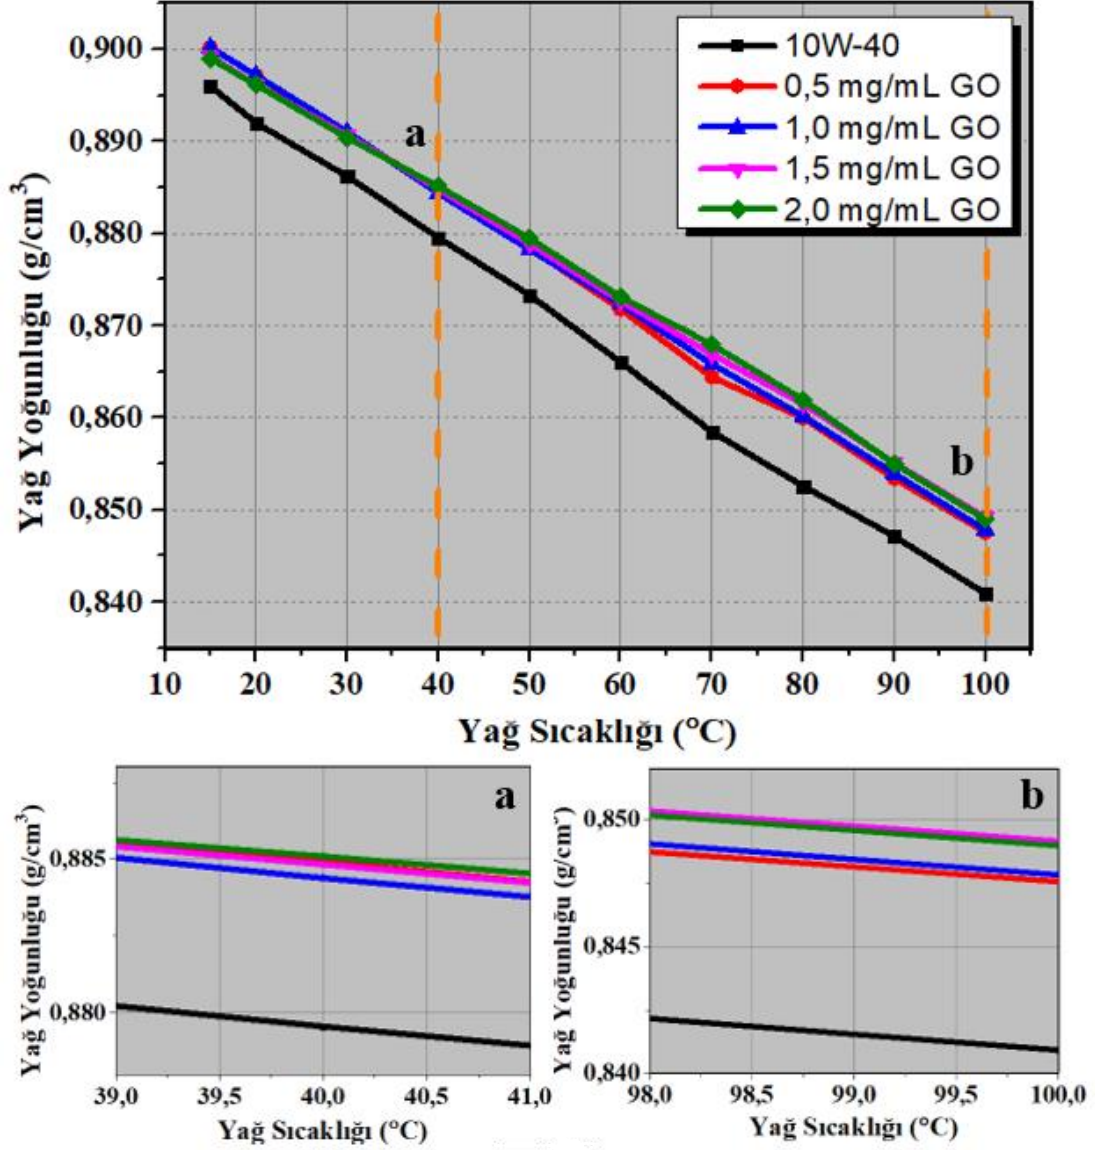 0,900
0,890
0,880
0,870
0,860
0,850
0,840
Yağ Yoğunluğu (g/cm³)
10W-40
0,5 mg/mL GO
1,0 mg/mL GO
1,5 mg/mL GO
2,0 mg/mL GO
a
b
10 20 30 40 50 60 70 80 90 100
Yağ Sıcaklığı (°C)
a
0,885
0,880
Yağ Yoğunluğu (g/cm³)
39,0 39,5 40,0 40,5 41,0
Yağ Sıcaklığı (°C)
b
0,850
0,845
0,840
Yağ Yoğunluğu (g/cm³)
98,0 98,5 99,0 99,5 100,0
Yağ Sıcaklığı (°C)